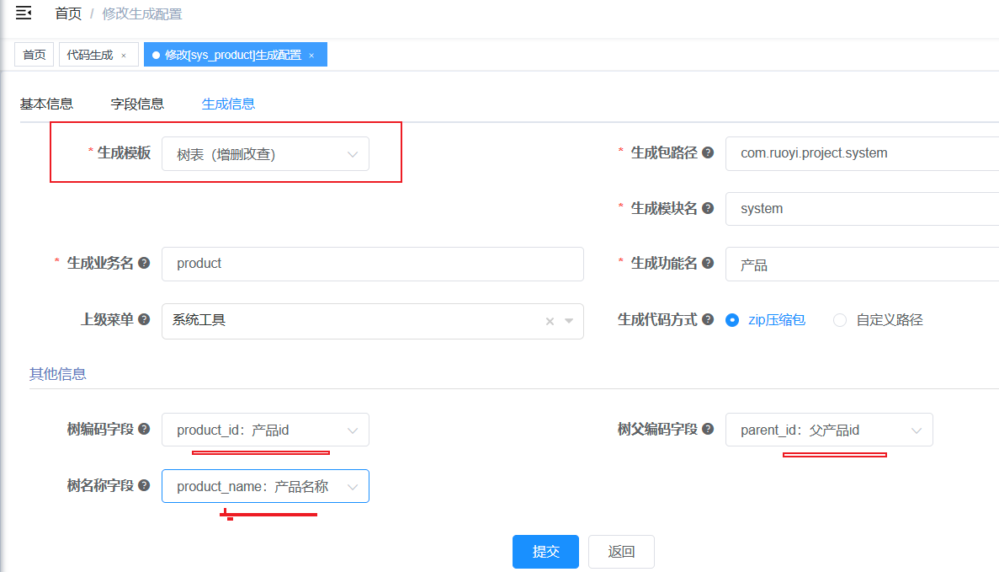 首页 / 修改生成配置
首页 代码生成 × 修改[sys_product]生成配置 ×
基本信息 字段信息 生成信息
* 生成模板 树表（增删改查） * 生成包路径 ? com.ruoyi.project.system
* 生成模块名 ? system
* 生成业务名 ? product * 生成功能名 ? 产品
上级菜单 ? 系统工具 × 生成代码方式 ? zip压缩包 自定义路径
其他信息
树编码字段 ? product_id：产品id 树父编码字段 ? parent_id：父产品id
树名称字段 ? product_name：产品名称
提交 返回